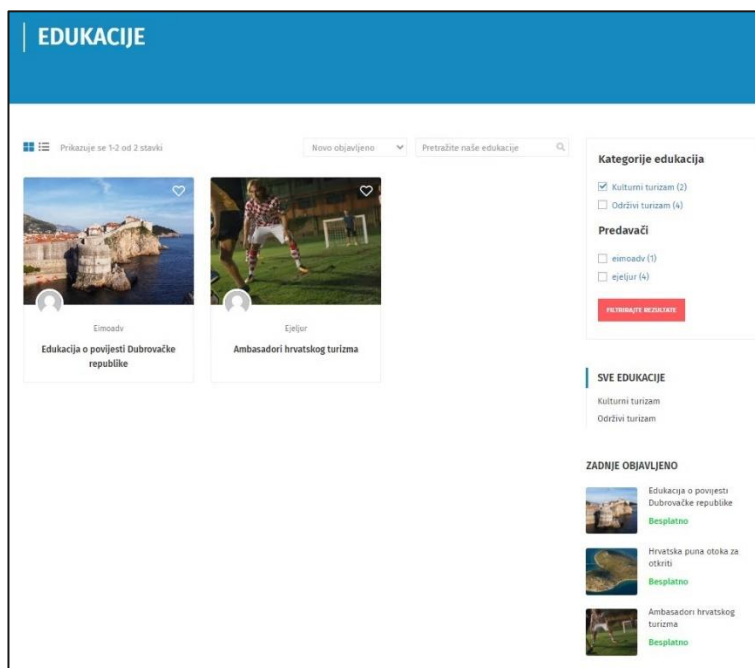 EDUKACIJE
Prikazuje se 1-2 od 2 stavki
Novo objavljeno
Pretražite naše edukacije
Eimoadv
Edukacija o povijesti Dubrovačke
republike
Ejeljur
Ambasadori hrvatskog turizma
Kategorije edukacija
Kulturni turizam (2)
Održivi turizam (4)
Predavači
eimoadv (1)
ejeljur (4)
FILTRIRAJTE REZULTATE
SVE EDUKACIJE
Kulturni turizam
Održivi turizam
ZADNJE OBJAVLJENO
Edukacija o povijesti
Dubrovačke republike
Besplatno
Hrvatska puna otoka za
otkriti
Besplatno
Ambasadori hrvatskog
turizma
Besplatno